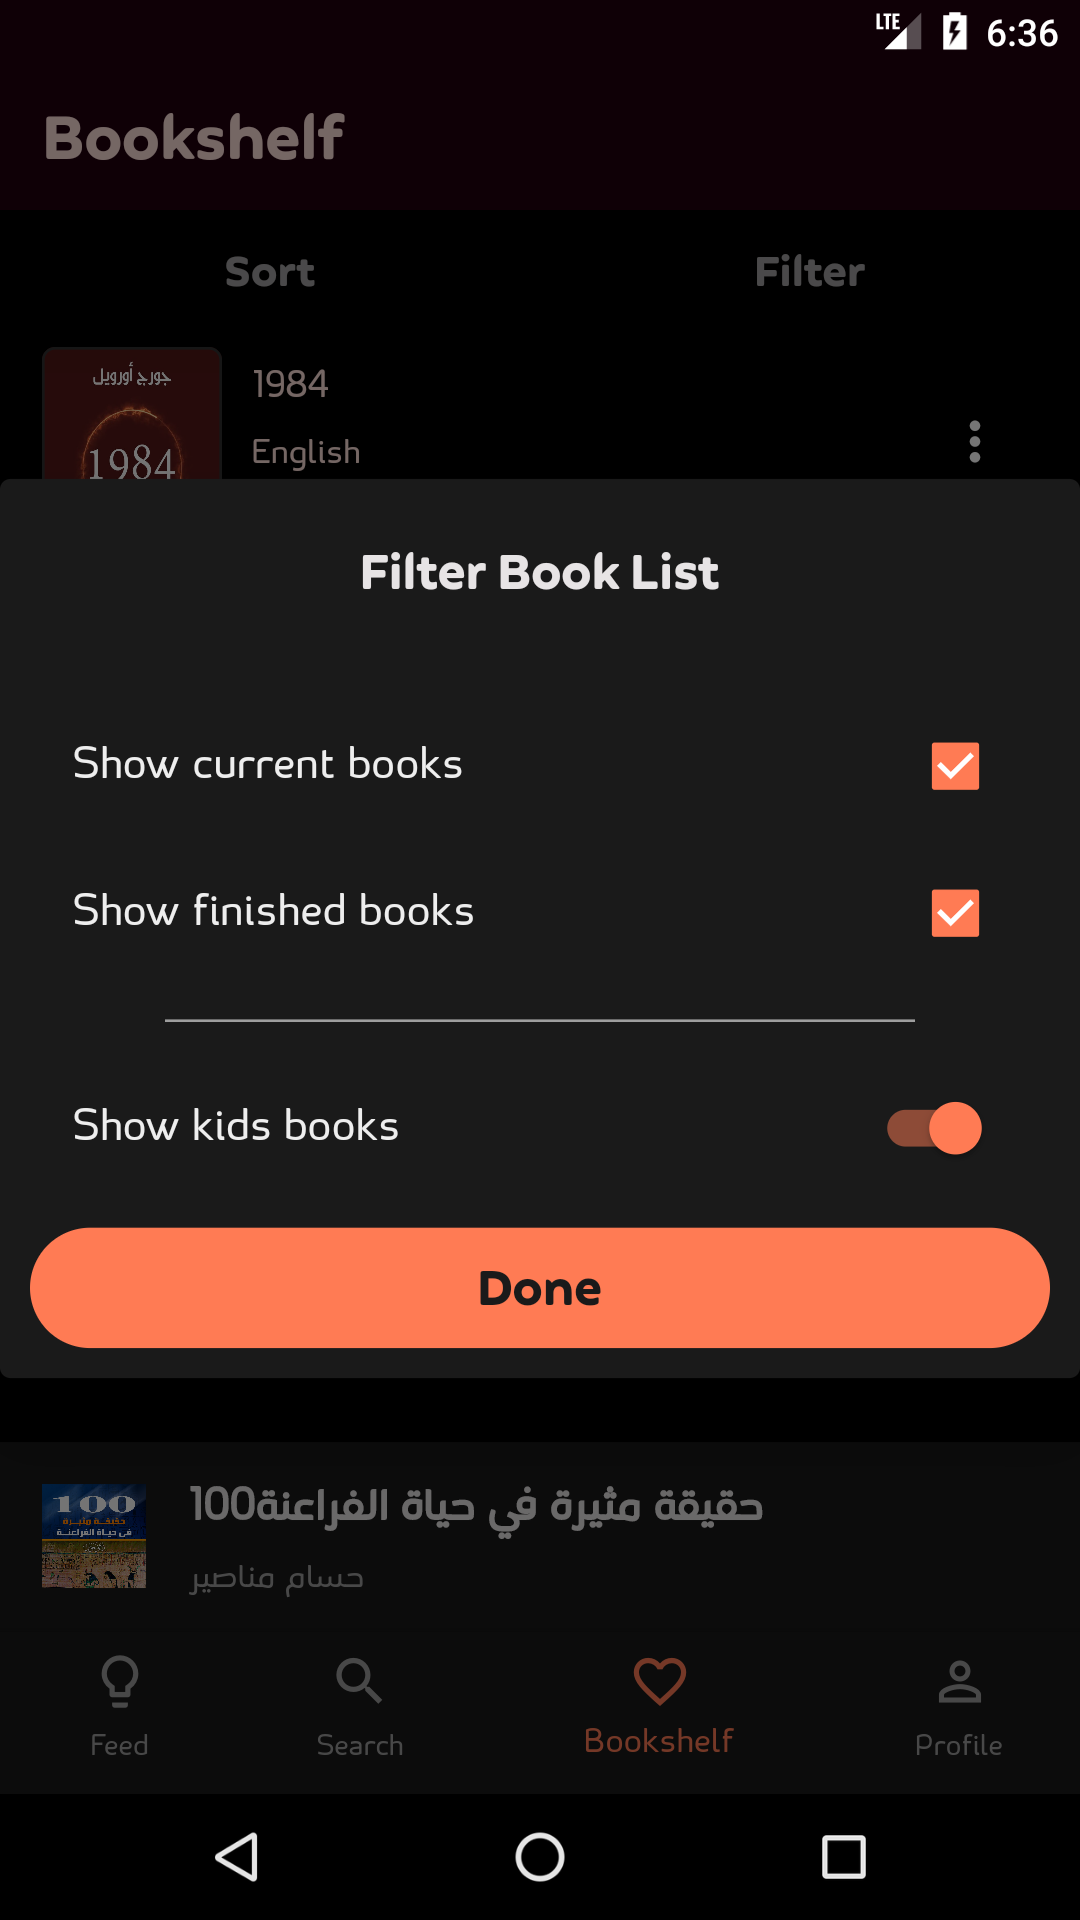 LTE 6:36
Bookshelf
Sort Filter
جورج أورويل
1984
1984
English
Filter Book List
Show current books
Show finished books
Show kids books
Done
100
حقيقة مثيرة
في حياة الفراعنة
100حقيقة مثيرة في حياة الفراعنة
حسام مناصير
Feed Search Bookshelf Profile